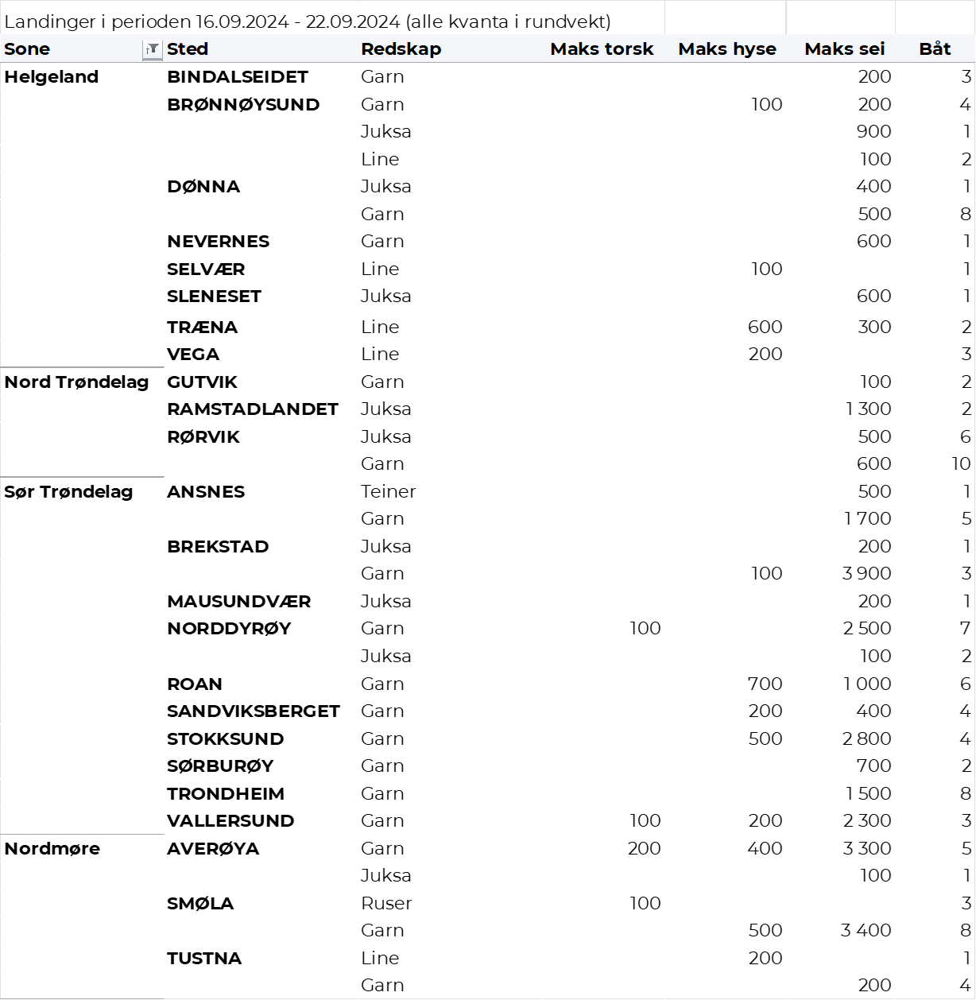 Landinger i perioden 16.09.2024 - 22.09.2024 (alle kvanta i rundvekt)
Sone Sted Redskap Maks torsk Maks hyse Maks sei Båt
Helgeland BINDALSEIDET Garn 200 3
BRØNNØYSUND Garn 100 200 4
Juksa 900 1
Line 100 2
DØNNA Juksa 400 1
Garn 500 8
NEVERNES Garn 600 1
SELVÆR Line 100 1
SLENESET Juksa 600 1
TRÆNA Line 600 300 2
VEGA Line 200 3
Nord Trøndelag GUTVIK Garn 100 2
RAMSTADLANDET Juksa 1 300 2
RØRVIK Juksa 500 6
Garn 600 10
Sør Trøndelag ANSNES Teiner 500 1
Garn 1 700 5
BREKSTAD Juksa 200 1
Garn 100 3 900 3
MAUSUNDVÆR Juksa 200 1
NORDDYRØY Garn 100 2 500 7
Juksa 100 2
ROAN Garn 700 1 000 6
SANDVIKSBERGET Garn 200 400 4
STOKKSUND Garn 500 2 800 4
SØRBURØY Garn 700 2
TRONDHEIM Garn 1 500 8
VALLERSUND Garn 100 200 2 300 3
Nordmøre AVERØYA Garn 200 400 3 300 5
Juksa 100 1
SMØLA Ruser 100 3
Garn 500 3 400 8
TUSTNA Line 200 1
Garn 200 4